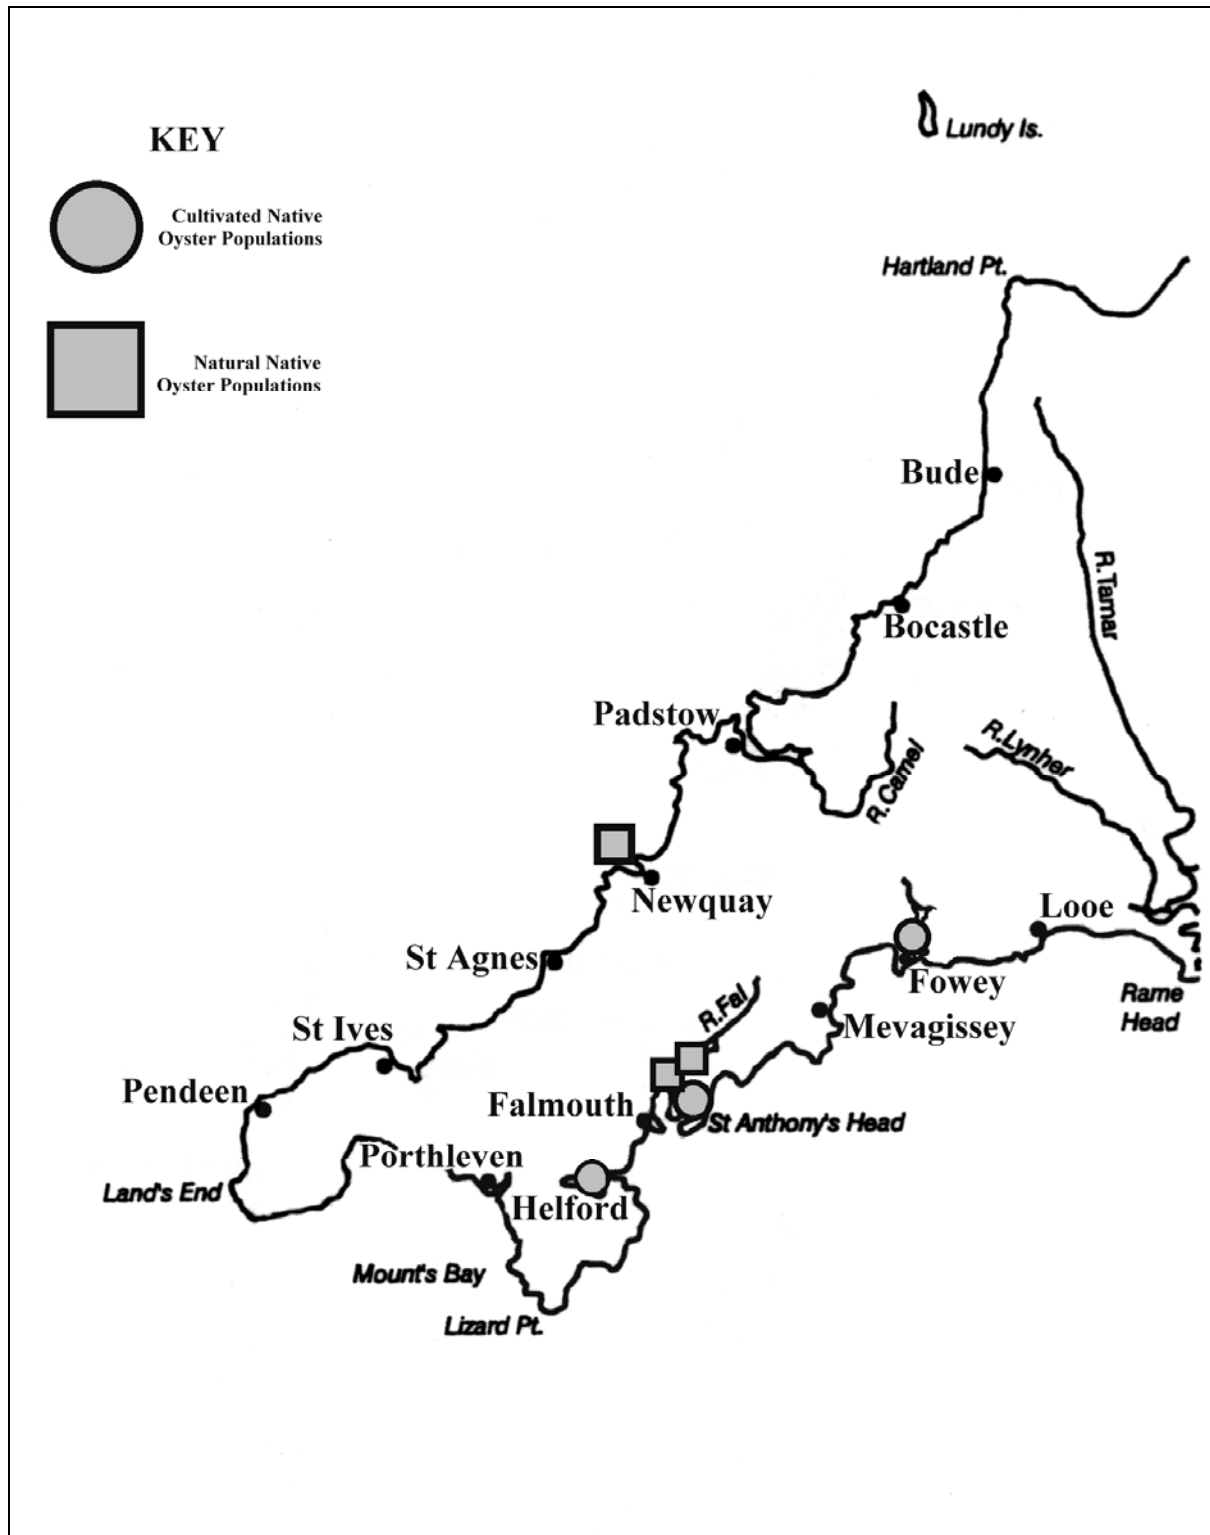 KEY
Cultivated Native
Oyster Populations
Natural Native
Oyster Populations
Lundy Is.
Hartland Pt.
Bude
R.Tamar
Bocastle
Padstow
R.Camel
R.Lynher
Newquay
Looe
St Agnes
Fowey
Rame
Head
R.Fal
Mevagissey
St Ives
Pendeen
Falmouth
St Anthony's Head
Porthleven
Land's End
Helford
Mount's Bay
Lizard Pt.